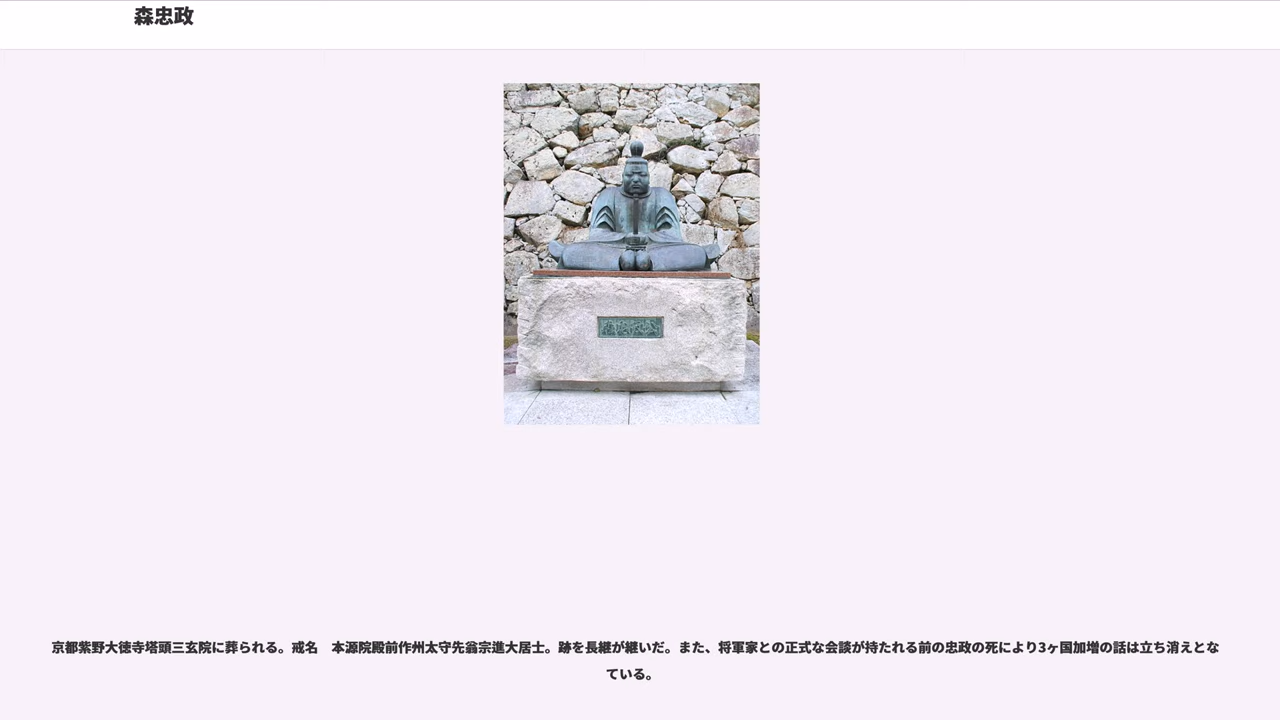 森忠政
京都紫野大徳寺塔頭三玄院に葬られる。戒名　本源院殿前作州太守先翁宗進大居士。跡を長継が継いだ。また、将軍家との正式な会談が持たれる前の忠政の死により3ヶ国加増の話は立ち消えとな
ている。